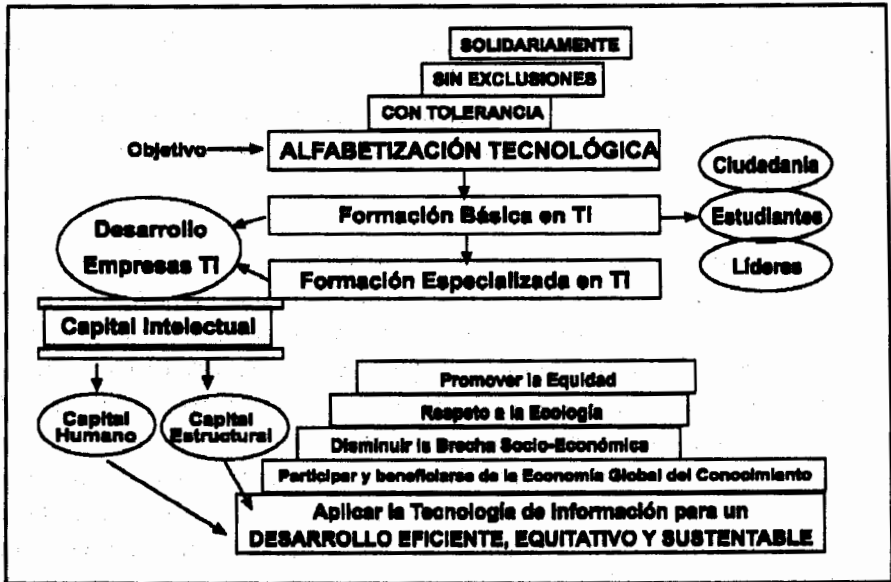 SOLIDARIAMENTE
SIN EXCLUSIONES
CON TOLERANCIA
Objetivo
ALFABETIZACIÓN TECNOLÓGICA
Ciudadanía
Formación Básica en TI
Estudiantes
Desarrollo
Empresas TI
Formación Especializada en TI
Líderes
Capital Intelectual
Capital
Humano
Capital
Estructural
Promover la Equidad
Respeto a la Ecología
Disminuir la Brecha Socio-Económica
Participar y beneficiarse de la Economía Global del Conocimiento
Aplicar la Tecnología de Información para un
DESARROLLO EFICIENTE, EQUITATIVO Y SUSTENTABLE